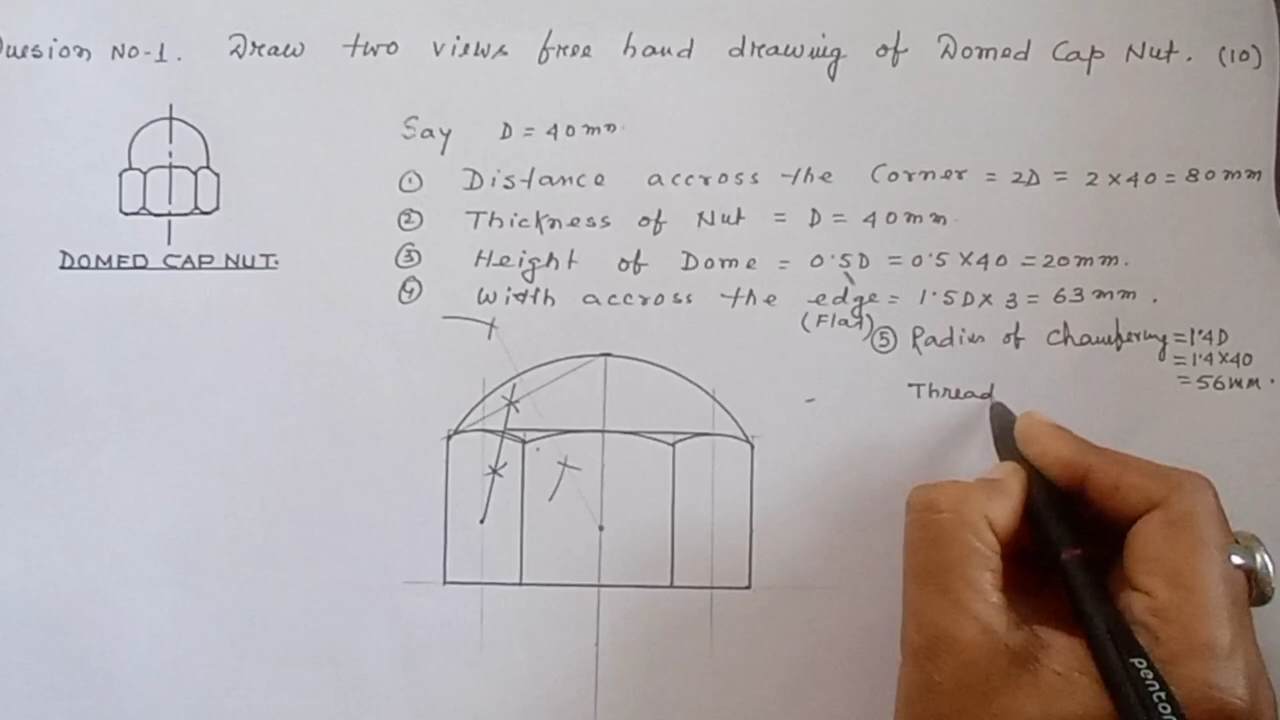 Quesion No-1. Draw two views free hand drawing of Domed Cap Nut. (10)
Say D = 40mm.
① Distance accross the Corner = 2D = 2×40 = 80mm
② Thickness of Nut = D = 40mm.
③ Height of Dome = 0.5D = 0.5×40 = 20mm.
④ Width accross the edge = 1.5D× 3 = 63mm.
(Flat)
⑤ Radius of Chamfering = 1.4D
= 1.4×40
= 56mm.
DOMED CAP NUT.
Thread
pentor